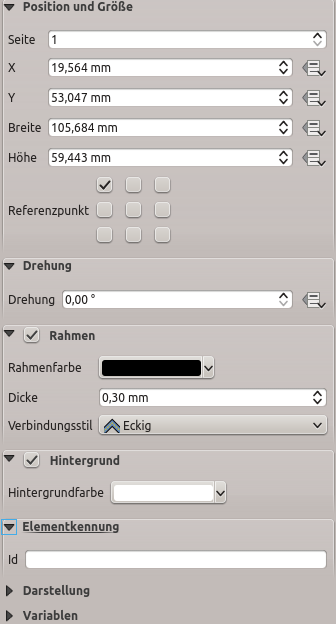 Position und Größe
Seite 1
X 19,564 mm
Y 53,047 mm
Breite 105,684 mm
Höhe 59,443 mm
Referenzpunkt
Drehung
Drehung 0,00 °
Rahmen
Rahmenfarbe
Dicke 0,30 mm
Verbindungsstil Eckig
Hintergrund
Hintergrundfarbe
Elementkennung
Id
Darstellung
Variablen